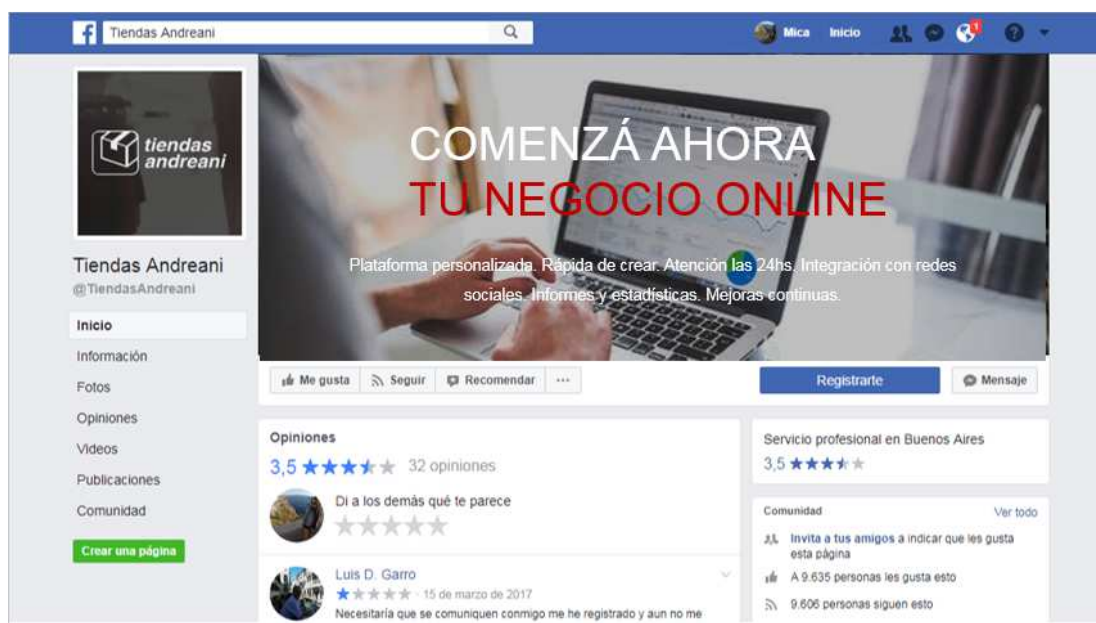 Tiendas Andreani
Mica Inicio
1
tiendas
andreani
COMENZÁ AHORA
TU NEGOCIO ONLINE
Plataforma personalizada. Rápida de crear. Atención las 24hs. Integración con redes
sociales. Informes y estadísticas. Mejoras continuas.
Tiendas Andreani
@TiendasAndreani
Inicio
Información
Fotos
Opiniones
Videos
Publicaciones
Comunidad
Crear una página
Me gusta Seguir Recomendar ...
Registrarte Mensaje
Opiniones
3,5 32 opiniones
Di a los demás qué te parece
Luis D. Garro
15 de marzo de 2017
Necesitaría que se comuniquen conmigo me he registrado y aun no me
Servicio profesional en Buenos Aires
3,5
Comunidad Ver todo
Invita a tus amigos a indicar que les gusta
esta página
A 9.635 personas les gusta esto
9.606 personas siguen esto